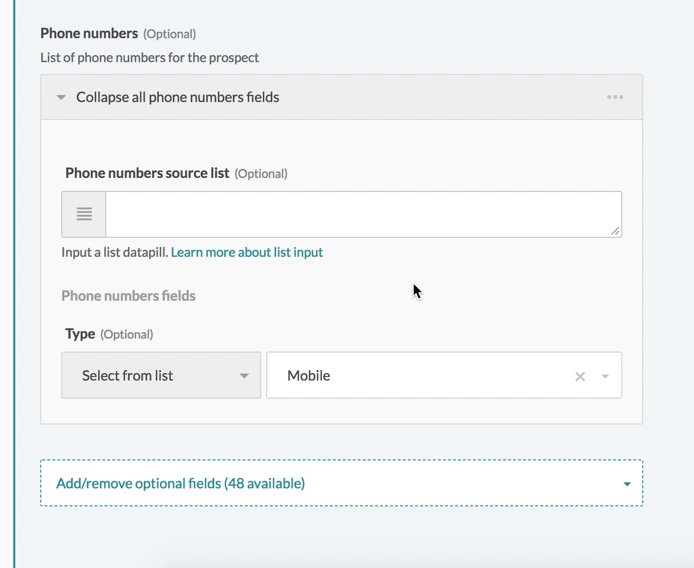 Phone numbers (Optional)
List of phone numbers for the prospect
Collapse all phone numbers fields
Phone numbers source list (Optional)
Input a list datapill. Learn more about list input
Phone numbers fields
Type (Optional)
Select from list
Mobile
Add/remove optional fields (48 available)